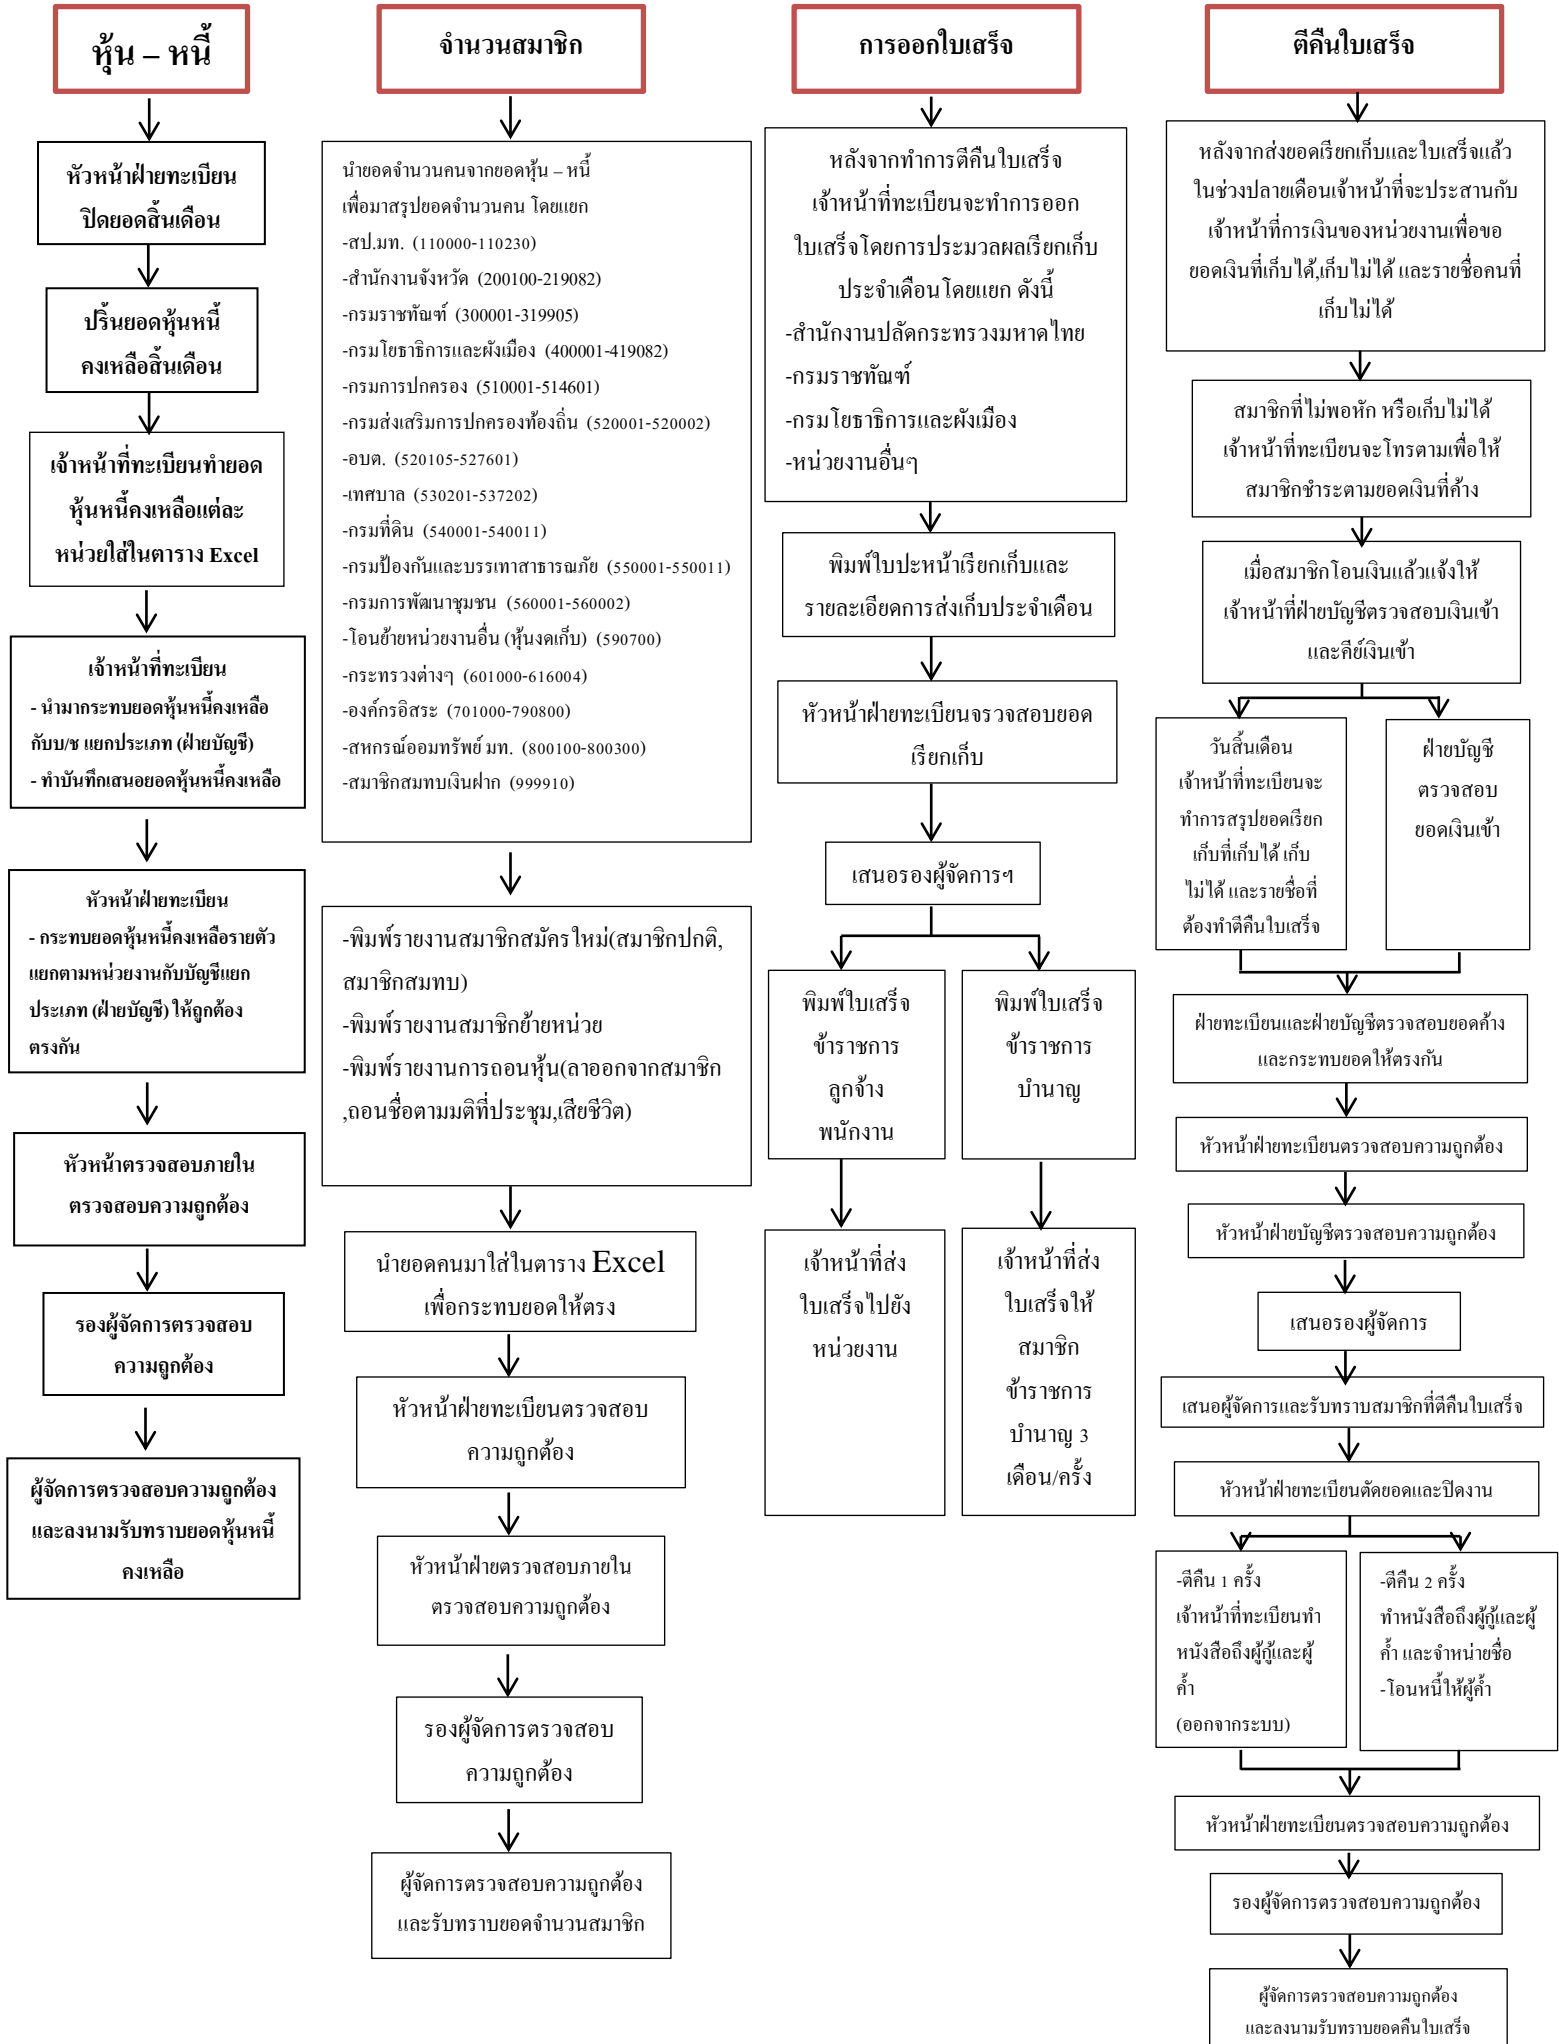 หุ้น – หนี้
หัวหน้าฝ่ายทะเบียน
ปิดยอดสิ้นเดือน
ปริ้นยอดหุ้นหนี้
คงเหลือสิ้นเดือน
เจ้าหน้าที่ทะเบียนทำยอด
หุ้นหนี้คงเหลือแต่ละ
หน่วยใส่ในตาราง Excel
เจ้าหน้าที่ทะเบียน
- นำมากระทบยอดหุ้นหนี้คงเหลือ
กับบ/ช แยกประเภท (ฝ่ายบัญชี)
- ทำบันทึกเสนอยอดหุ้นหนี้คงเหลือ
หัวหน้าฝ่ายทะเบียน
- กระทบยอดหุ้นหนี้คงเหลือรายตัว
แยกตามหน่วยงานกับบัญชีแยก
ประเภท (ฝ่ายบัญชี) ให้ถูกต้อง
ตรงกัน
หัวหน้าตรวจสอบภายใน
ตรวจสอบความถูกต้อง
รองผู้จัดการตรวจสอบ
ความถูกต้อง
ผู้จัดการตรวจสอบความถูกต้อง
และลงนามรับทราบยอดหุ้นหนี้
คงเหลือ
จำนวนสมาชิก
นำยอดจำนวนคนจากยอดหุ้น – หนี้
เพื่อมาสรุปยอดจำนวนคน โดยแยก
-สป.มท. (110000-110230)
-สำนักงานจังหวัด (200100-219082)
-กรมราชทัณฑ์ (300001-319905)
-กรมโยธาธิการและผังเมือง (400001-419082)
-กรมการปกครอง (510001-514601)
-กรมส่งเสริมการปกครองท้องถิ่น (520001-520002)
-อบต. (520105-527601)
-เทศบาล (530201-537202)
-กรมที่ดิน (540001-540011)
-กรมป้องกันและบรรเทาสาธารณภัย (550001-550011)
-กรมการพัฒนาชุมชน (560001-560002)
-โอนย้ายหน่วยงานอื่น (หุ้นงดเก็บ) (590700)
-กระทรวงต่างๆ (601000-616004)
-องค์กรอิสระ (701000-790800)
-สหกรณ์ออมทรัพย์ มท. (800100-800300)
-สมาชิกสมทบเงินฝาก (999910)
-พิมพ์รายงานสมาชิกสมัครใหม่(สมาชิกปกติ,
สมาชิกสมทบ)
-พิมพ์รายงานสมาชิกย้ายหน่วย
-พิมพ์รายงานการถอนหุ้น(ลาออกจากสมาชิก
,ถอนชื่อตามมติที่ประชุม,เสียชีวิต)
นำยอดคนมาใส่ในตาราง Excel
เพื่อกระทบยอดให้ตรง
หัวหน้าฝ่ายทะเบียนตรวจสอบ
ความถูกต้อง
หัวหน้าฝ่ายตรวจสอบภายใน
ตรวจสอบความถูกต้อง
รองผู้จัดการตรวจสอบ
ความถูกต้อง
ผู้จัดการตรวจสอบความถูกต้อง
และรับทราบยอดจำนวนสมาชิก
การออกใบเสร็จ
หลังจากทำการตีคืนใบเสร็จ
เจ้าหน้าที่ทะเบียนจะทำการออก
ใบเสร็จโดยการประมวลผลเรียกเก็บ
ประจำเดือนโดยแยก ดังนี้
-สำนักงานปลัดกระทรวงมหาดไทย
-กรมราชทัณฑ์
-กรมโยธาธิการและผังเมือง
-หน่วยงานอื่นๆ
พิมพ์ใบปะหน้าเรียกเก็บและ
รายละเอียดการส่งเก็บประจำเดือน
หัวหน้าฝ่ายทะเบียนจรวจสอบยอด
เรียกเก็บ
เสนอรองผู้จัดการฯ
พิมพ์ใบเสร็จ
ข้าราชการ
ลูกจ้าง
พนักงาน
พิมพ์ใบเสร็จ
ข้าราชการ
บำนาญ
เจ้าหน้าที่ส่ง
ใบเสร็จไปยัง
หน่วยงาน
เจ้าหน้าที่ส่ง
ใบเสร็จให้
สมาชิก
ข้าราชการ
บำนาญ 3
เดือน/ครั้ง
ตีคืนใบเสร็จ
หลังจากส่งยอดเรียกเก็บและใบเสร็จแล้ว
ในช่วงปลายเดือนเจ้าหน้าที่จะประสานกับ
เจ้าหน้าที่การเงินของหน่วยงานเพื่อขอ
ยอดเงินที่เก็บได้,เก็บไม่ได้ และรายชื่อคนที่
เก็บไม่ได้
สมาชิกที่ไม่พอหัก หรือเก็บไม่ได้
เจ้าหน้าที่ทะเบียนจะโทรตามเพื่อให้
สมาชิกชำระตามยอดเงินที่ค้าง
เมื่อสมาชิกโอนเงินแล้วแจ้งให้
เจ้าหน้าที่ฝ่ายบัญชีตรวจสอบเงินเข้า
และคีย์เงินเข้า
วันสิ้นเดือน
เจ้าหน้าที่ทะเบียนจะ
ทำการสรุปยอดเรียก
เก็บที่เก็บได้ เก็บ
ไม่ได้ และรายชื่อที่
ต้องทำตีคืนใบเสร็จ
ฝ่ายบัญชี
ตรวจสอบ
ยอดเงินเข้า
ฝ่ายทะเบียนและฝ่ายบัญชีตรวจสอบยอดค้าง
และกระทบยอดให้ตรงกัน
หัวหน้าฝ่ายทะเบียนตรวจสอบความถูกต้อง
หัวหน้าฝ่ายบัญชีตรวจสอบความถูกต้อง
เสนอรองผู้จัดการ
เสนอผู้จัดการและรับทราบสมาชิกที่ตีคืนใบเสร็จ
หัวหน้าฝ่ายทะเบียนตัดยอดและปิดงาน
-ตีคืน 1 ครั้ง
เจ้าหน้าที่ทะเบียนทำ
หนังสือถึงผู้กู้และผู้
ค้ำ
(ออกจากระบบ)
-ตีคืน 2 ครั้ง
ทำหนังสือถึงผู้กู้และผู้
ค้ำ และจำหน่ายชื่อ
-โอนหนี้ให้ผู้ค้ำ
หัวหน้าฝ่ายทะเบียนตรวจสอบความถูกต้อง
รองผู้จัดการตรวจสอบความถูกต้อง
ผู้จัดการตรวจสอบความถูกต้อง
และลงนามรับทราบยอดคืนใบเสร็จ